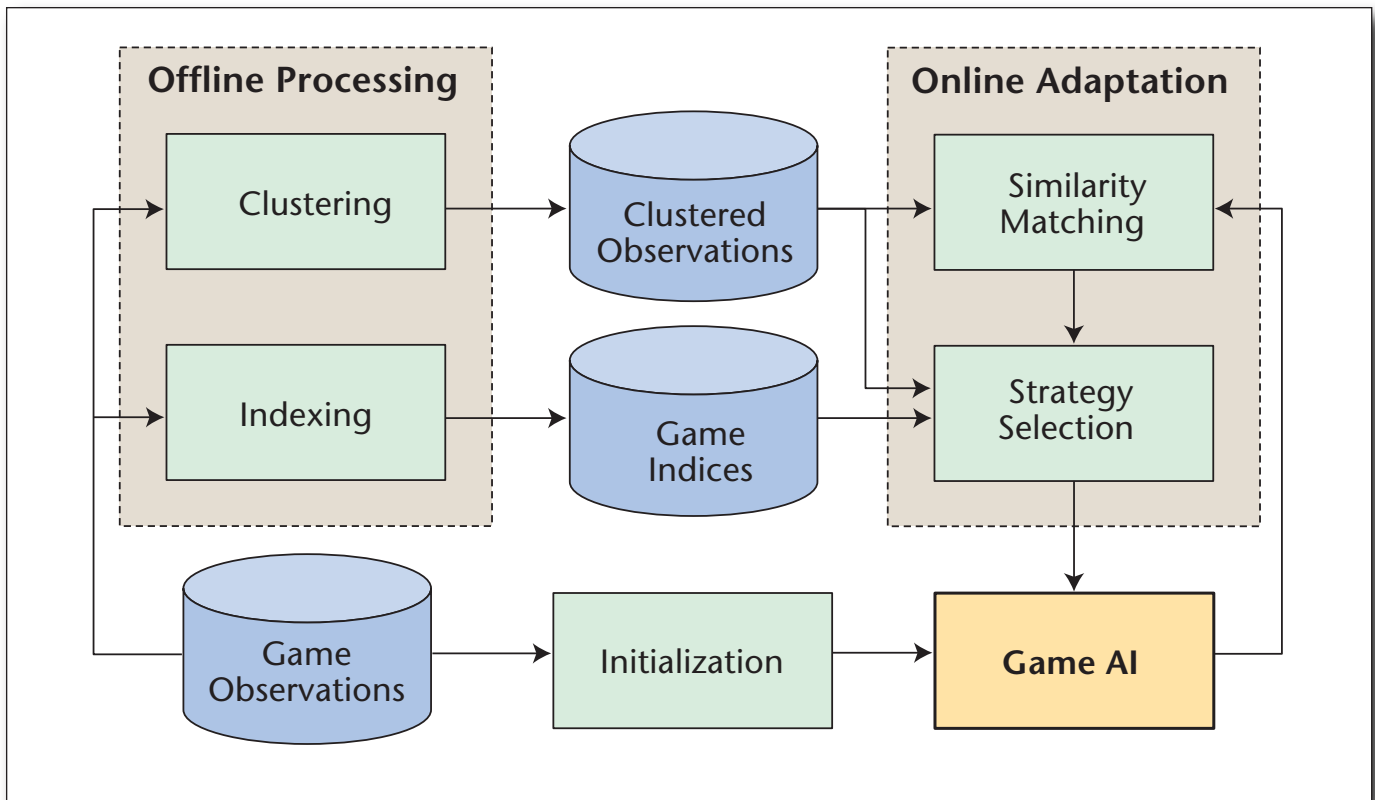 Offline Processing
Clustering
Indexing
Clustered
Observations
Game
Indices
Online Adaptation
Similarity
Matching
Strategy
Selection
Game
Observations
Initialization
Game AI